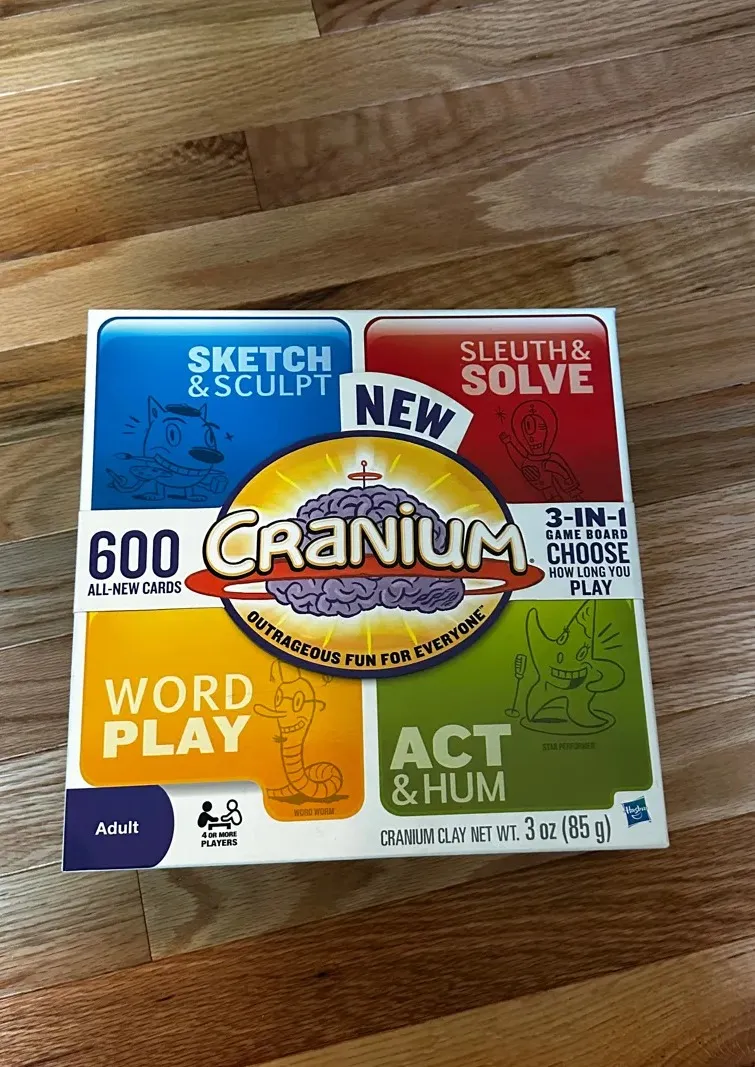 SKETCH
& SCULPT
SLEUTH &
SOLVE
NEW
600
ALL-NEW CARDS
CRANIUM
OUTRAGEOUS FUN FOR EVERYONE™
3-IN-1
GAME BOARD
CHOOSE
HOW LONG YOU
PLAY
WORD
PLAY
WORD WORM
ACT
& HUM
STAR PERFORMER
Adult
4 OR MORE
PLAYERS
CRANIUM CLAY NET WT. 3 oz (85 g)
Hasbro